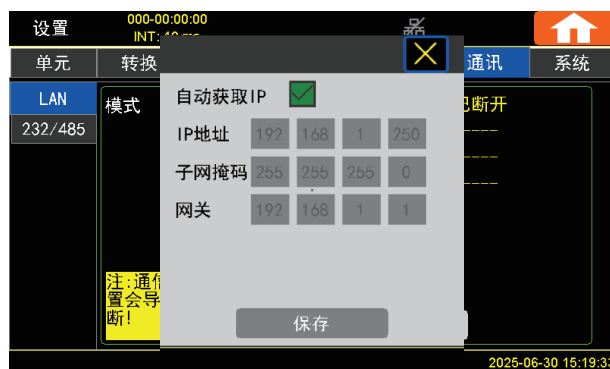 设置
000-00:00:00
INT:
单元
转换
通讯
系统
LAN
232/485
模式
已断开
----
----
----
自动获取IP
IP地址 192 168 1 250
子网掩码 255 255 255 0
网关 192 168 1 1
注:通
置会导
断!
保存
2025-06-30 15:19:33